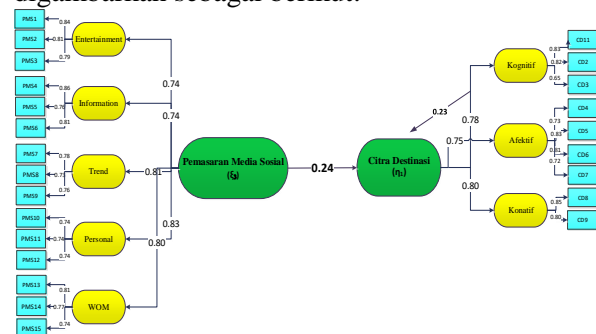 digambarkan sebagai berikut:
PMS1
0.84
PMS2
0.81
PMS3
0.79
Entertainment
PMS4
0.86
PMS5
0.76
PMS6
0.81
Information
PMS7
0.78
PMS8
0.73
PMS9
0.76
Trend
PMS10
0.74
PMS11
0.74
PMS12
0.74
Personal
PMS13
0.81
PMS14
0.77
PMS15
0.74
WOM
0.74
0.74
0.81
0.83
0.80
Pemasaran Media Sosial
0.24
Citra Destinasi
(η₁)
0.23
0.78
0.75
0.80
Kognitif
0.83
CD11
0.82
CD2
0.65
CD3
Afektif
0.73
CD4
0.83
CD5
0.81
CD6
0.72
CD7
Konatif
0.85
CD8
0.80
CD9